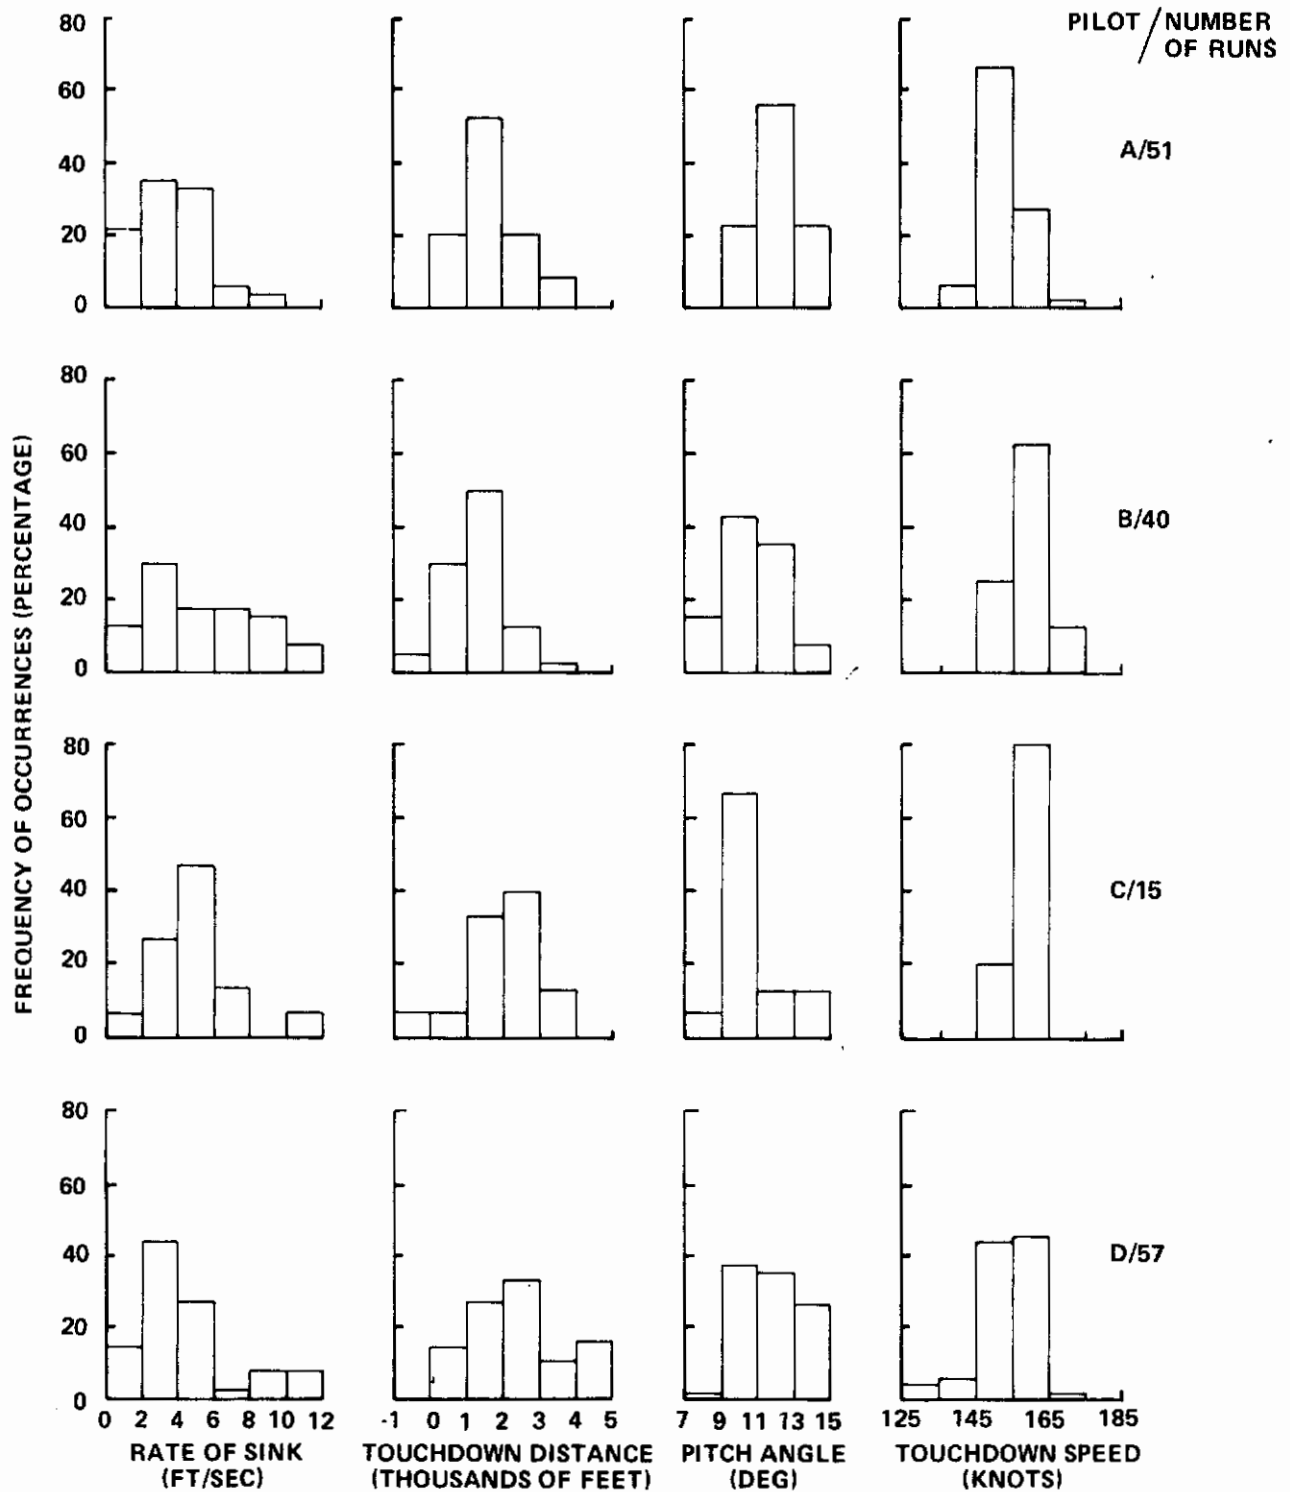 PILOT / NUMBER
OF RUNS
80
60
40
20
0
A/51
80
60
40
20
0
B/40
80
60
40
20
0
C/15
80
60
40
20
0
D/57
FREQUENCY OF OCCURRENCES (PERCENTAGE)
0 2 4 6 8 10 12
-1 0 1 2 3 4 5
7 9 11 13 15
125 145 165 185
RATE OF SINK
(FT/SEC)
TOUCHDOWN DISTANCE
(THOUSANDS OF FEET)
PITCH ANGLE
(DEG)
TOUCHDOWN SPEED
(KNOTS)